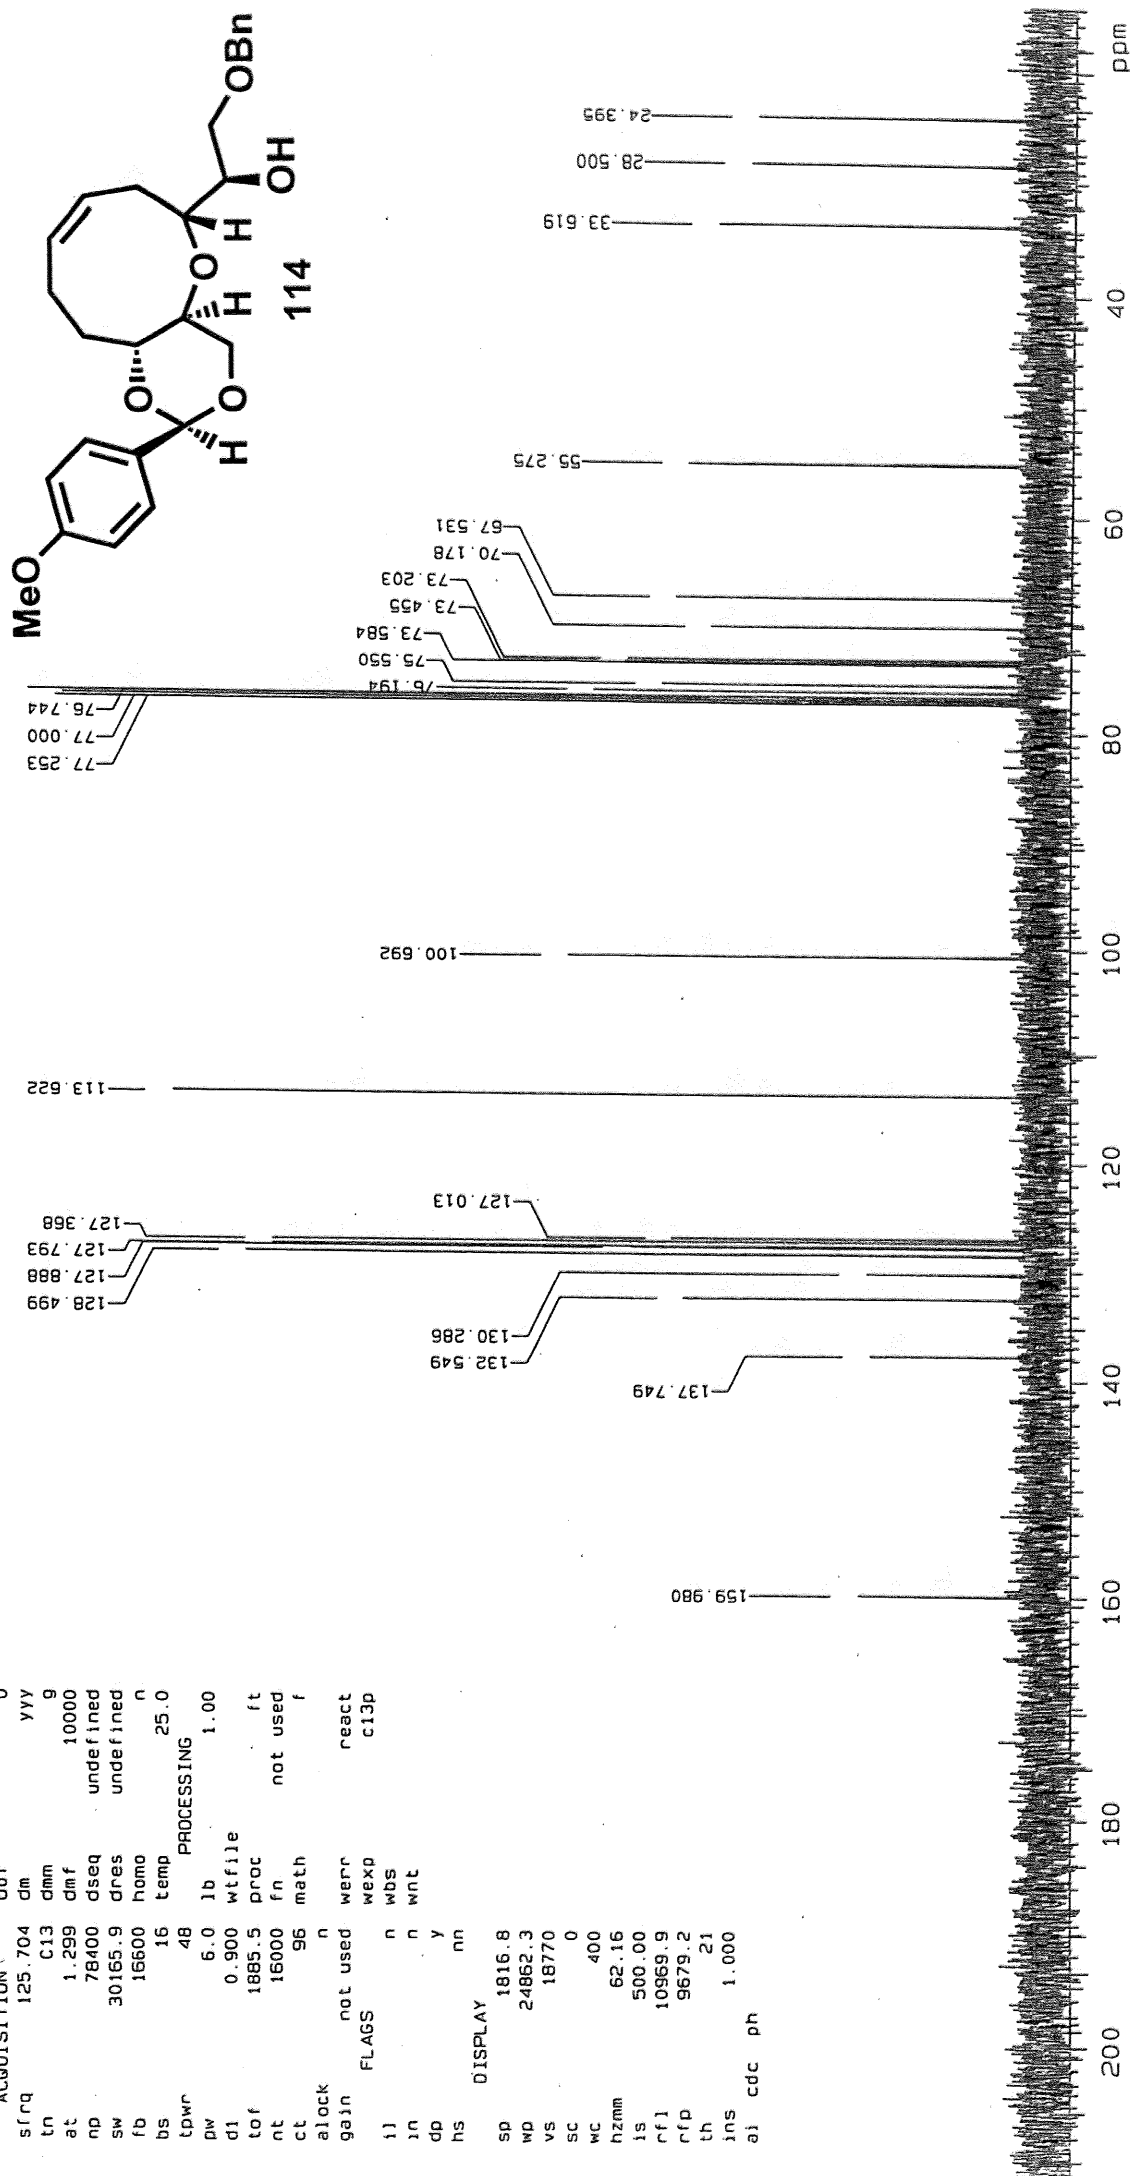 MeO
O
O
H
O
H
H
OH
OBn
114
ACQUISITION
sfrq 125.704
tn C13
at 1.299
np 78400
sw 30165.9
fb 16600
bs 16
tpwr 48
pw 6.0
d1 0.900
tof 1885.5
nt 16000
ct 96
alock n
gain not used
FLAGS
il n
in n
dp y
hs nn
DISPLAY
sp 1816.8
wp 24862.3
vs 18770
sc 0
wc 400
hzmm 62.16
is 500.00
rfl 10969.9
rfp 9679.2
th 21
ins 1.000
ai cdc ph
dm yyy
dmm g
dmf 10000
dseq undefined
dres undefined
homo n
temp 25.0
PROCESSING
lb 1.00
wtfile
proc ft
fn not used
math f
werr react
wexp c13p
wbs
wnt
159.980
137.749
132.549
130.286
128.499
127.888
127.793
127.368
127.013
113.622
100.692
77.253
77.000
76.744
76.194
75.550
73.584
73.455
73.203
70.178
67.531
55.275
33.619
28.500
24.395
200
180
160
140
120
100
80
60
40
ppm